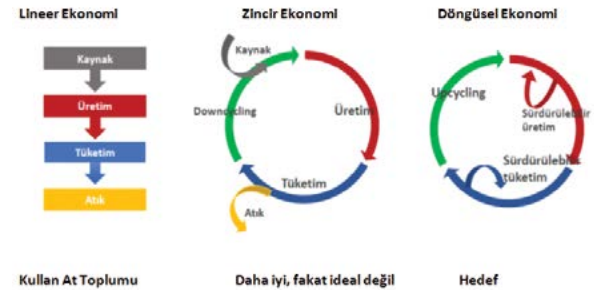 Lineer Ekonomi
Zincir Ekonomi
Döngüsel Ekonomi
Kaynak
Üretim
Tüketim
Atık
Kaynak
Downcycling
Üretim
Tüketim
Atık
Upcycling
Sürdürülebilir
üretim
Sürdürülebilir
tüketim
Kullan At Toplumu
Daha iyi, fakat ideal değil
Hedef